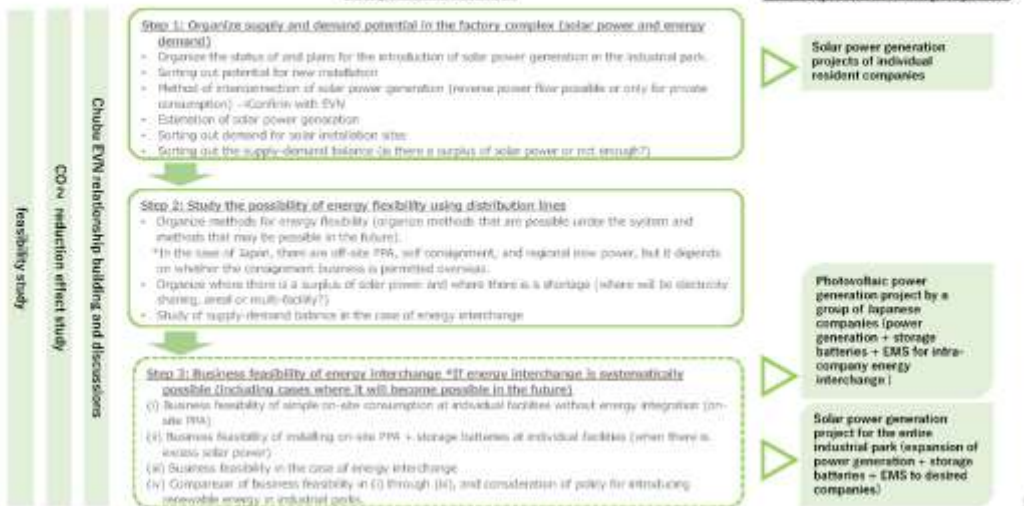 feasibility study
CO2 reduction effect study
Chubu EVN relationship building and discussions
Step 1: Organize supply and demand potential in the factory complex (solar power and energy
demand)
• Organize the status of and plans for the introduction of solar power generation in the industrial park.
• Sorting out potential for new installation
• Method of interconnection of solar power generation (reverse power flow possible or only for private
consumption) →Confirm with EVN
• Estimation of solar power generation
• Sorting out demand for solar installation sites
• Sorting out the supply-demand balance (is there a surplus of solar power or not enough?)
Step 2: Study the possibility of energy flexibility using distribution lines
• Organize methods for energy flexibility (organize methods that are possible under the system and
methods that may be possible in the future).
*In the case of Japan, there are off-site PPA, self consignment, and regional new power, but it depends
on whether the consignment business is permitted overseas.
• Organize where there is a surplus of solar power and where there is a shortage (where will be electricity
sharing, areal or multi-facility?)
• Study of supply-demand balance in the case of energy interchange
Step 3: Business feasibility of energy interchange *If energy interchange is systematically
possible (including cases where it will become possible in the future)
(i) Business feasibility of simple on-site consumption at individual facilities without energy integration (on-
site PPA)
(ii) Business feasibility of installing on-site PPA + storage batteries at individual facilities (when there is
excess solar power)
(iii) Business feasibility in the case of energy interchange
(iv) Comparison of business feasibility in (i) through (iii), and consideration of policy for introducing
renewable energy in industrial parks.
Solar power generation
projects of individual
resident companies
Photovoltaic power
generation project by a
group of Japanese
companies (power
generation + storage
batteries + EMS for intra-
company energy
interchange )
Solar power generation
project for the entire
industrial park (expansion of
power generation + storage
batteries + EMS to desired
companies)